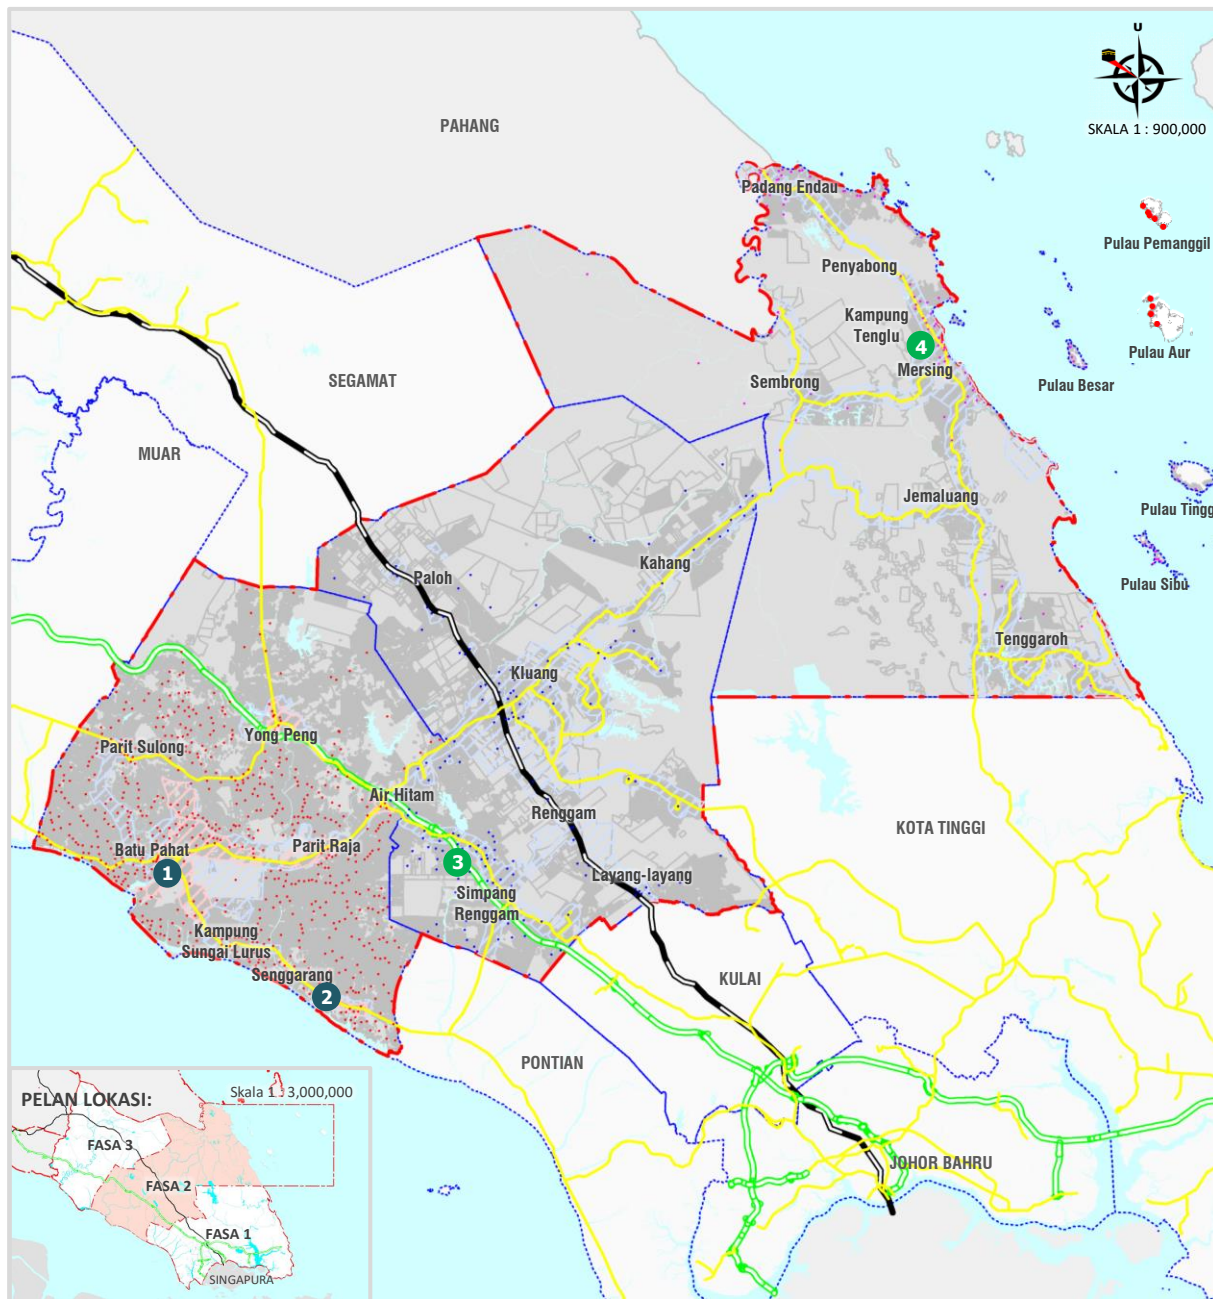 U
SKALA 1 : 900,000
PAHANG
Padang Endau
Pulau Pemanggil
Penyabong
Kampung
Tenglu
4
Mersing
Pulau Aur
Pulau Besar
SEGAMAT
Sembrong
MUAR
Jemaluang
Pulau Tingg
Kahang
Paloh
Pulau Sibu
Tenggaroh
Kluang
Yong Peng
Parit Sulong
Air Hitam
Renggam
KOTA TINGGI
Parit Raja
Batu Pahat
1
3
Layang-layang
Simpang
Renggam
Kampung
Sungai Lurus
Senggarang
2
KULAI
PONTIAN
JOHOR BAHRU
PELAN LOKASI:
Skala 1 : 3,000,000
FASA 3
FASA 2
FASA 1
SINGAPURA